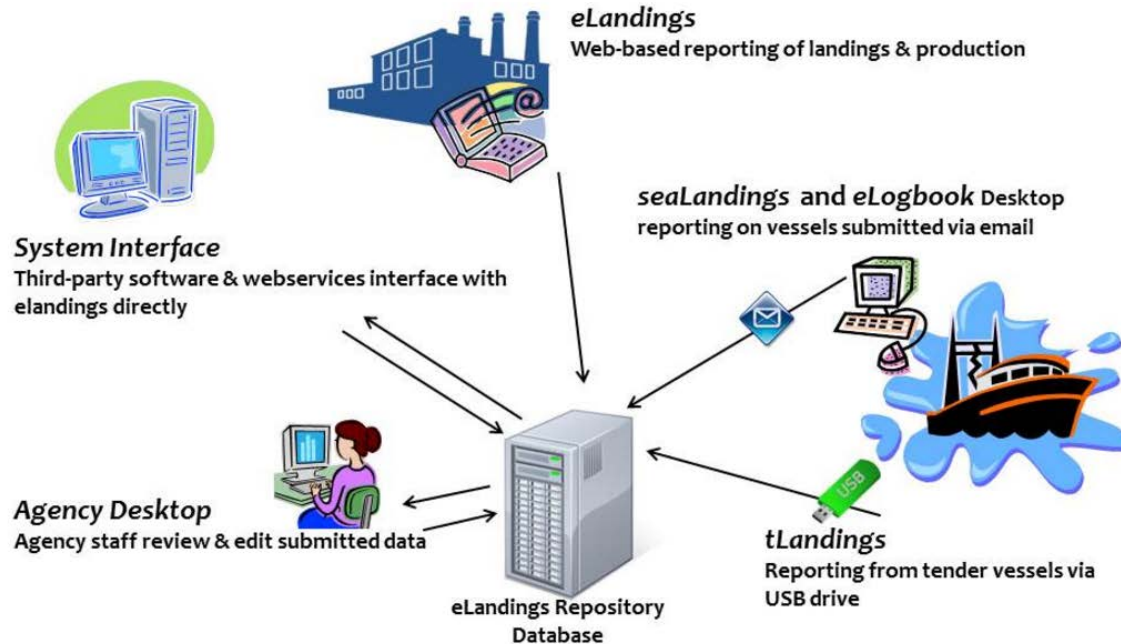 eLandings
Web-based reporting of landings & production
seaLandings and eLogbook Desktop
reporting on vessels submitted via email
System Interface
Third-party software & webservices interface with
elandings directly
Agency Desktop
Agency staff review & edit submitted data
USB
tLandings
Reporting from tender vessels via
USB drive
eLandings Repository
Database